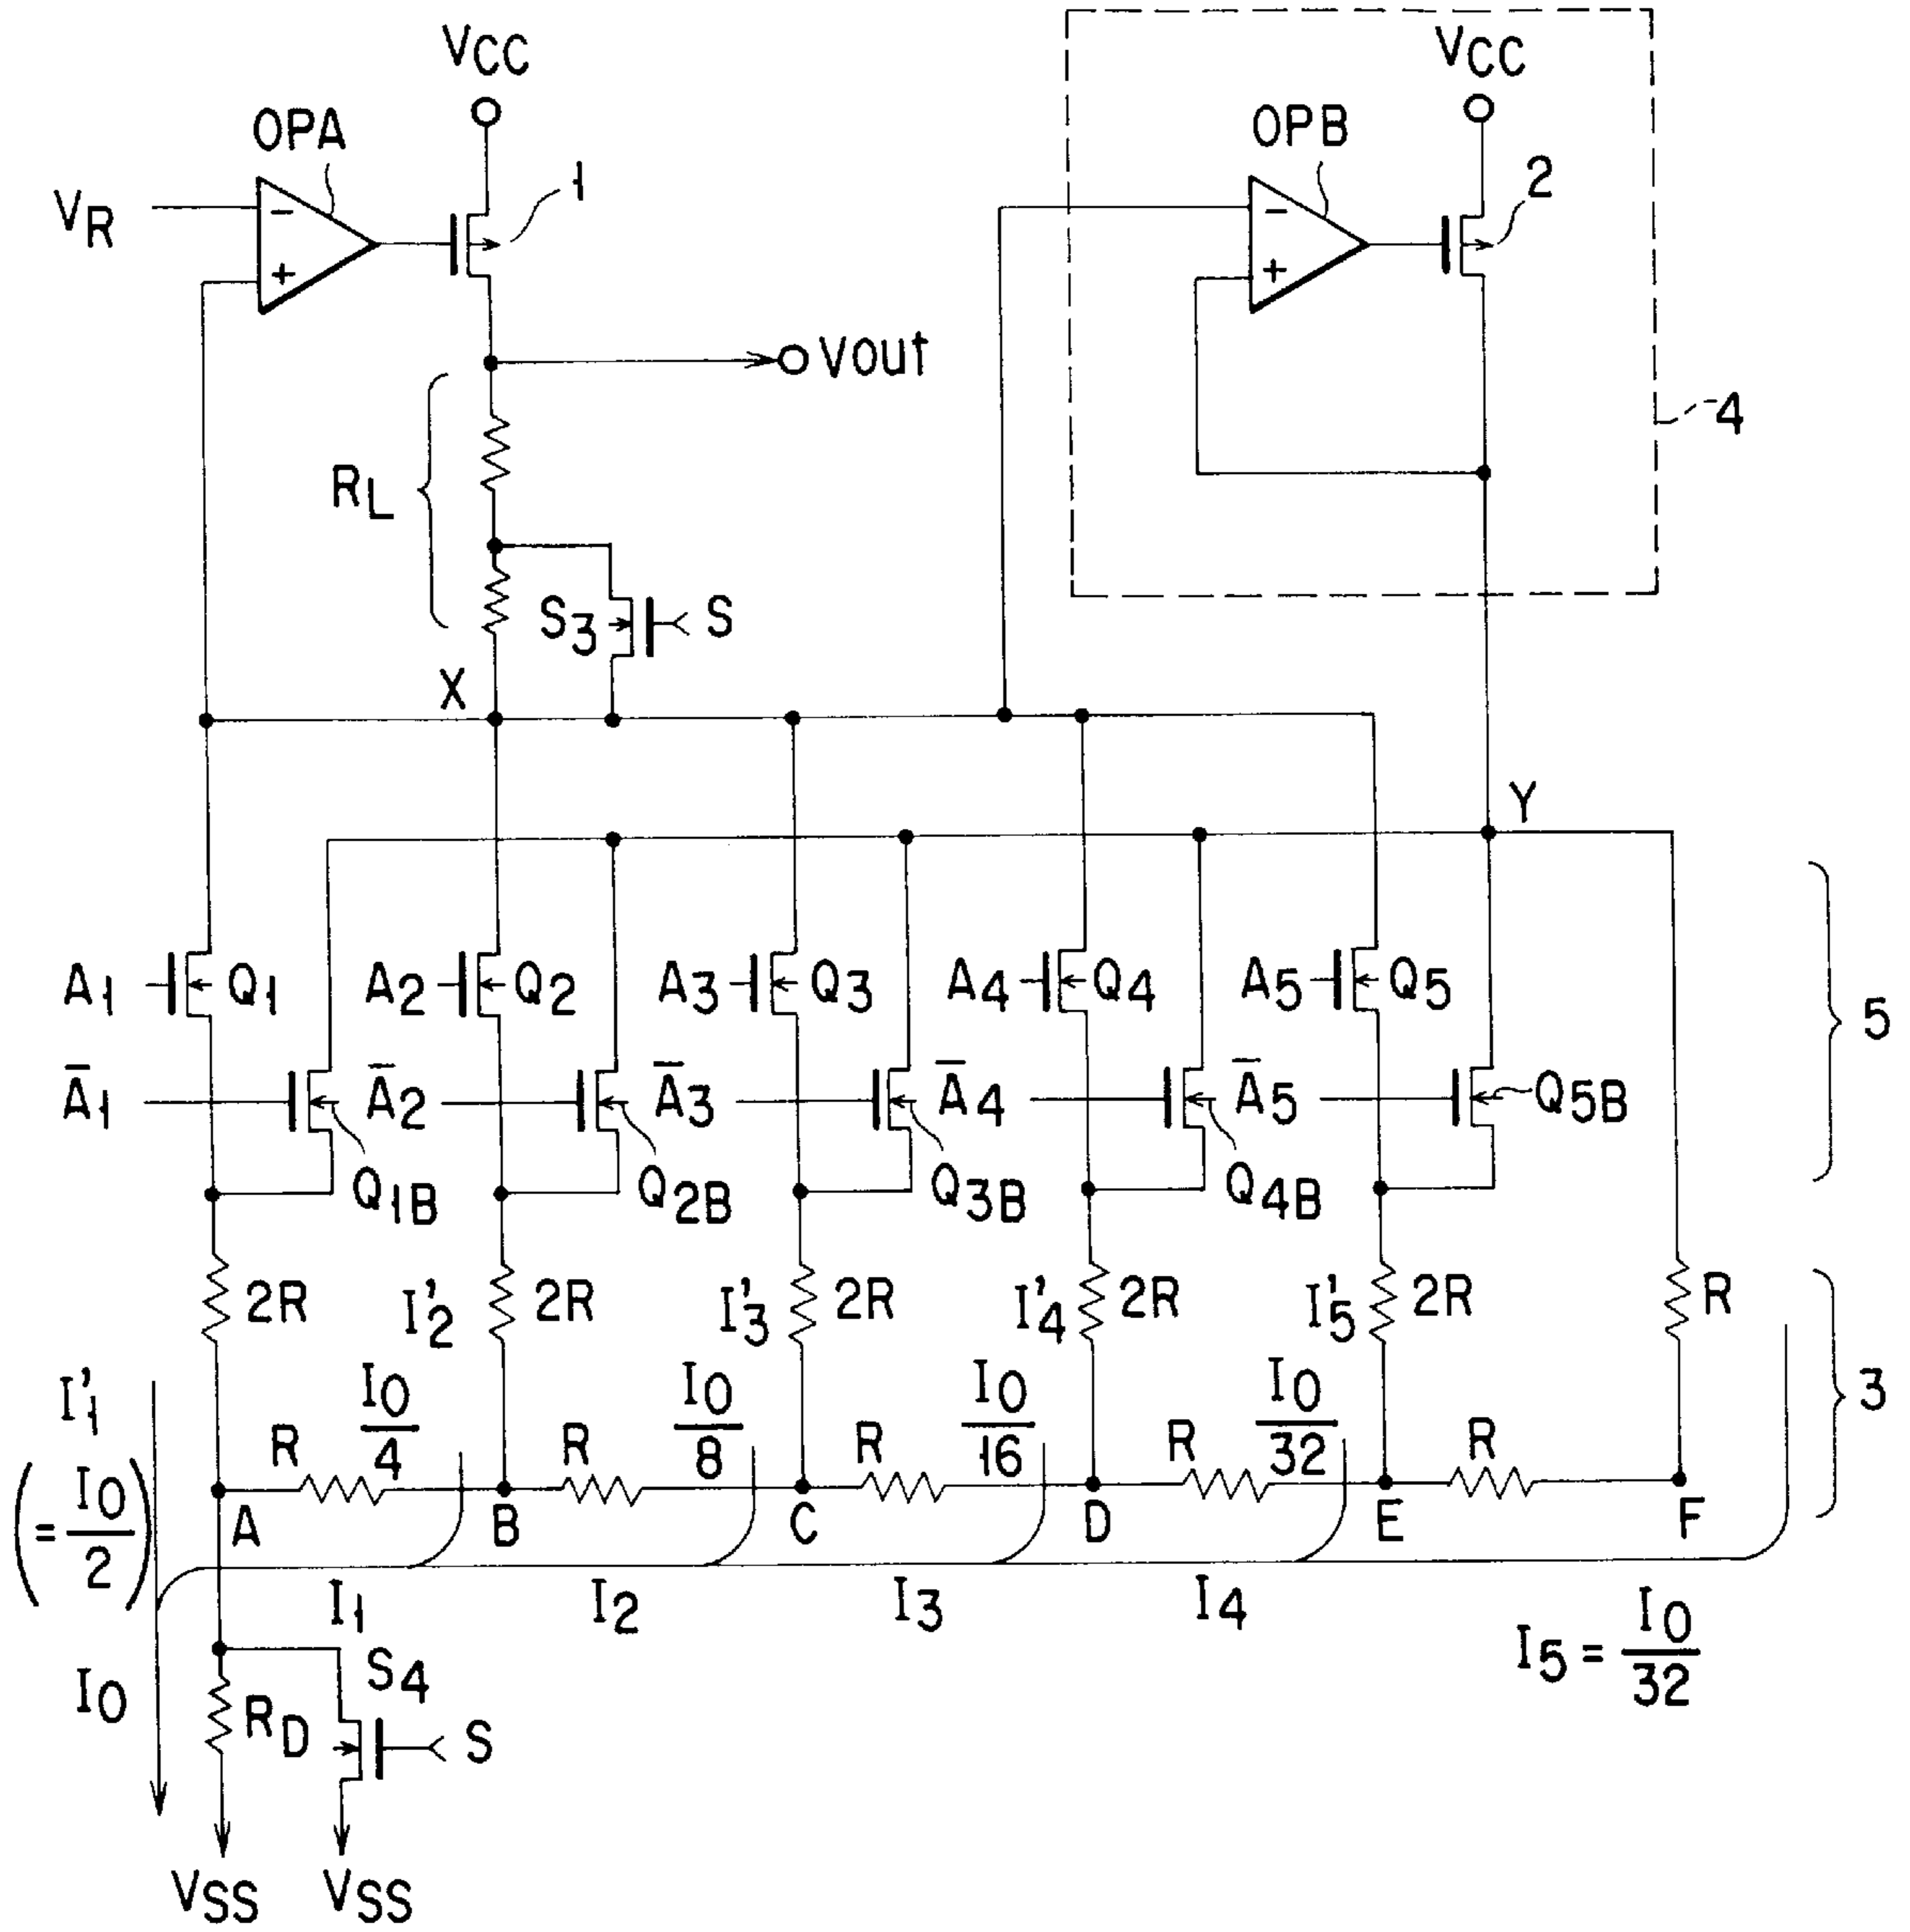 VCC
VCC
OPA
OPB
1
2
VR
−
−
+
+
Vout
4
RL
S3
S
X
Y
A1
Q1
A2
Q2
A3
Q3
A4
Q4
A5
Q5
5
Ā1
Ā2
Ā3
Ā4
Ā5
Q5B
Q1B
Q2B
Q3B
Q4B
2R
I'2
2R
I'3
2R
I'4
2R
I'5
2R
R
I'1
I0/4
I0/8
I0/16
I0/32
3
R
R
R
R
R
(= I0/2)
A
B
C
D
E
F
I1
I2
I3
I4
I5 = I0/32
I0
S4
RD
S
VSS
VSS